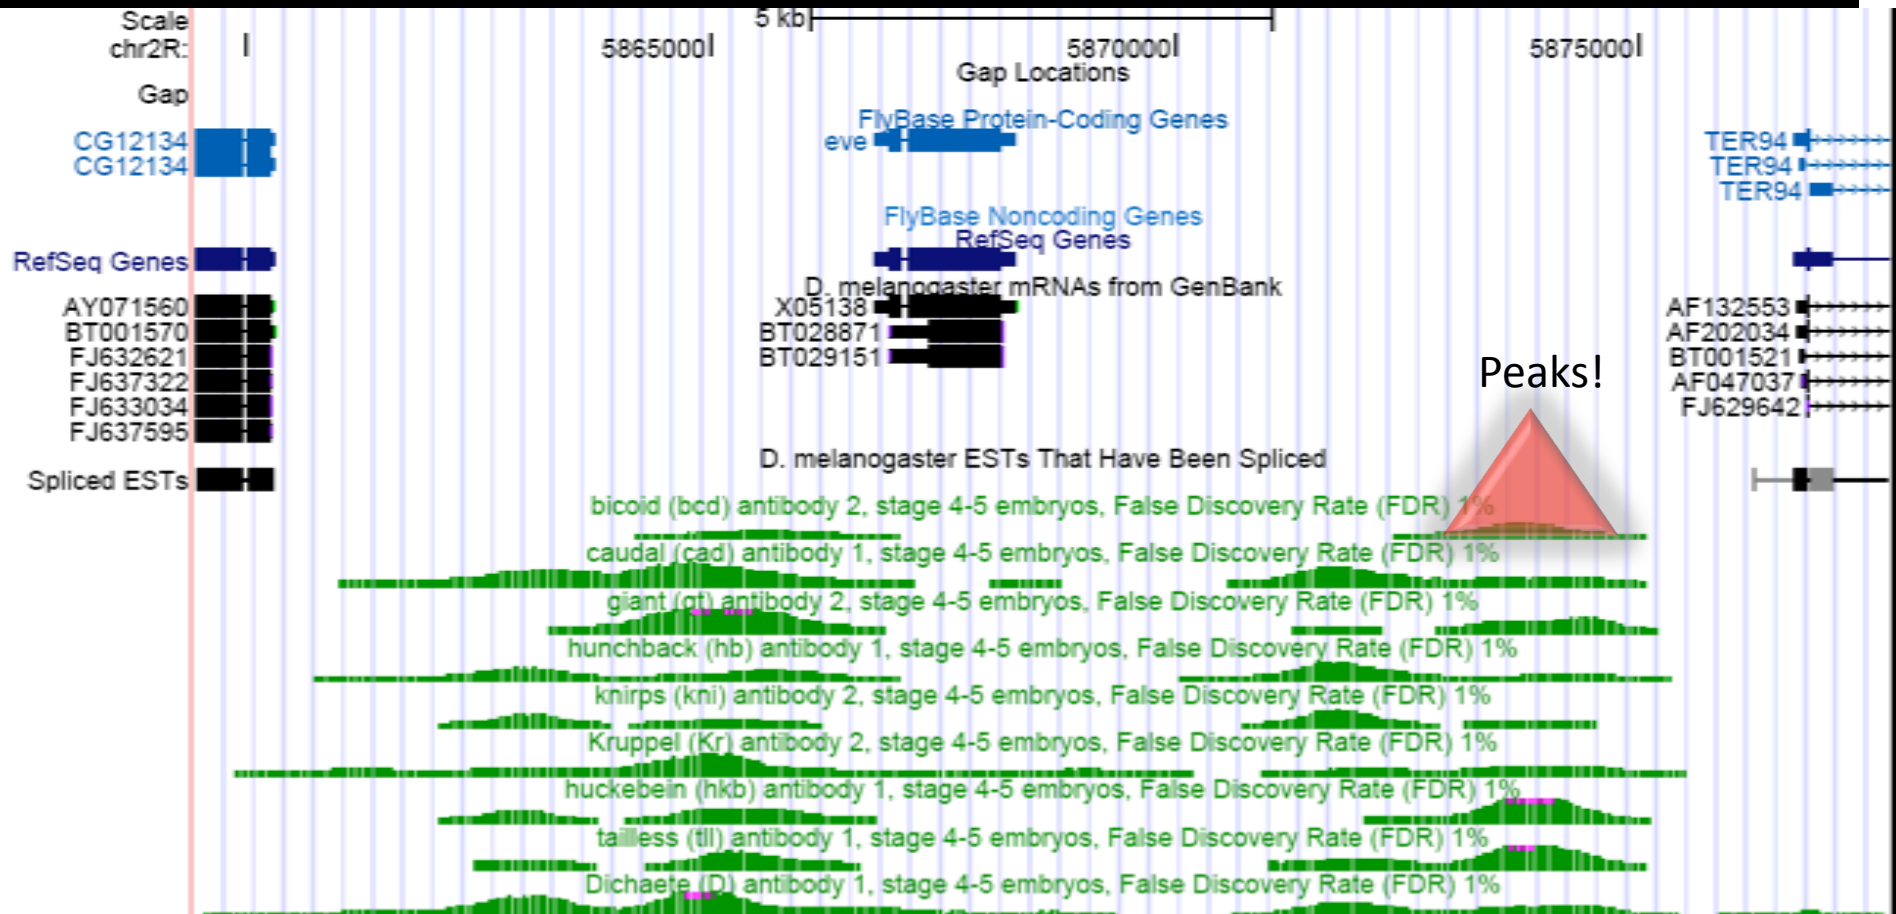 Scale 5 kb
chr2R: 5865000 5870000 5875000
Gap Locations
Gap
FlyBase Protein-Coding Genes
CG12134 eve TER94
CG12134 TER94
TER94
FlyBase Noncoding Genes
RefSeq Genes
RefSeq Genes
D. melanogaster mRNAs from GenBank
AY071560 X05138 AF132553
BT001570 BT028871 AF202034
FJ632621 BT029151 BT001521
FJ637322 AF047037
FJ633034 FJ629642
FJ637595
Peaks!
D. melanogaster ESTs That Have Been Spliced
Spliced ESTs
bicoid (bcd) antibody 2, stage 4-5 embryos, False Discovery Rate (FDR) 1%
caudal (cad) antibody 1, stage 4-5 embryos, False Discovery Rate (FDR) 1%
giant (gt) antibody 2, stage 4-5 embryos, False Discovery Rate (FDR) 1%
hunchback (hb) antibody 1, stage 4-5 embryos, False Discovery Rate (FDR) 1%
knirps (kni) antibody 2, stage 4-5 embryos, False Discovery Rate (FDR) 1%
Kruppel (Kr) antibody 2, stage 4-5 embryos, False Discovery Rate (FDR) 1%
huckebein (hkb) antibody 1, stage 4-5 embryos, False Discovery Rate (FDR) 1%
tailless (tll) antibody 1, stage 4-5 embryos, False Discovery Rate (FDR) 1%
Dichaete (D) antibody 1, stage 4-5 embryos, False Discovery Rate (FDR) 1%